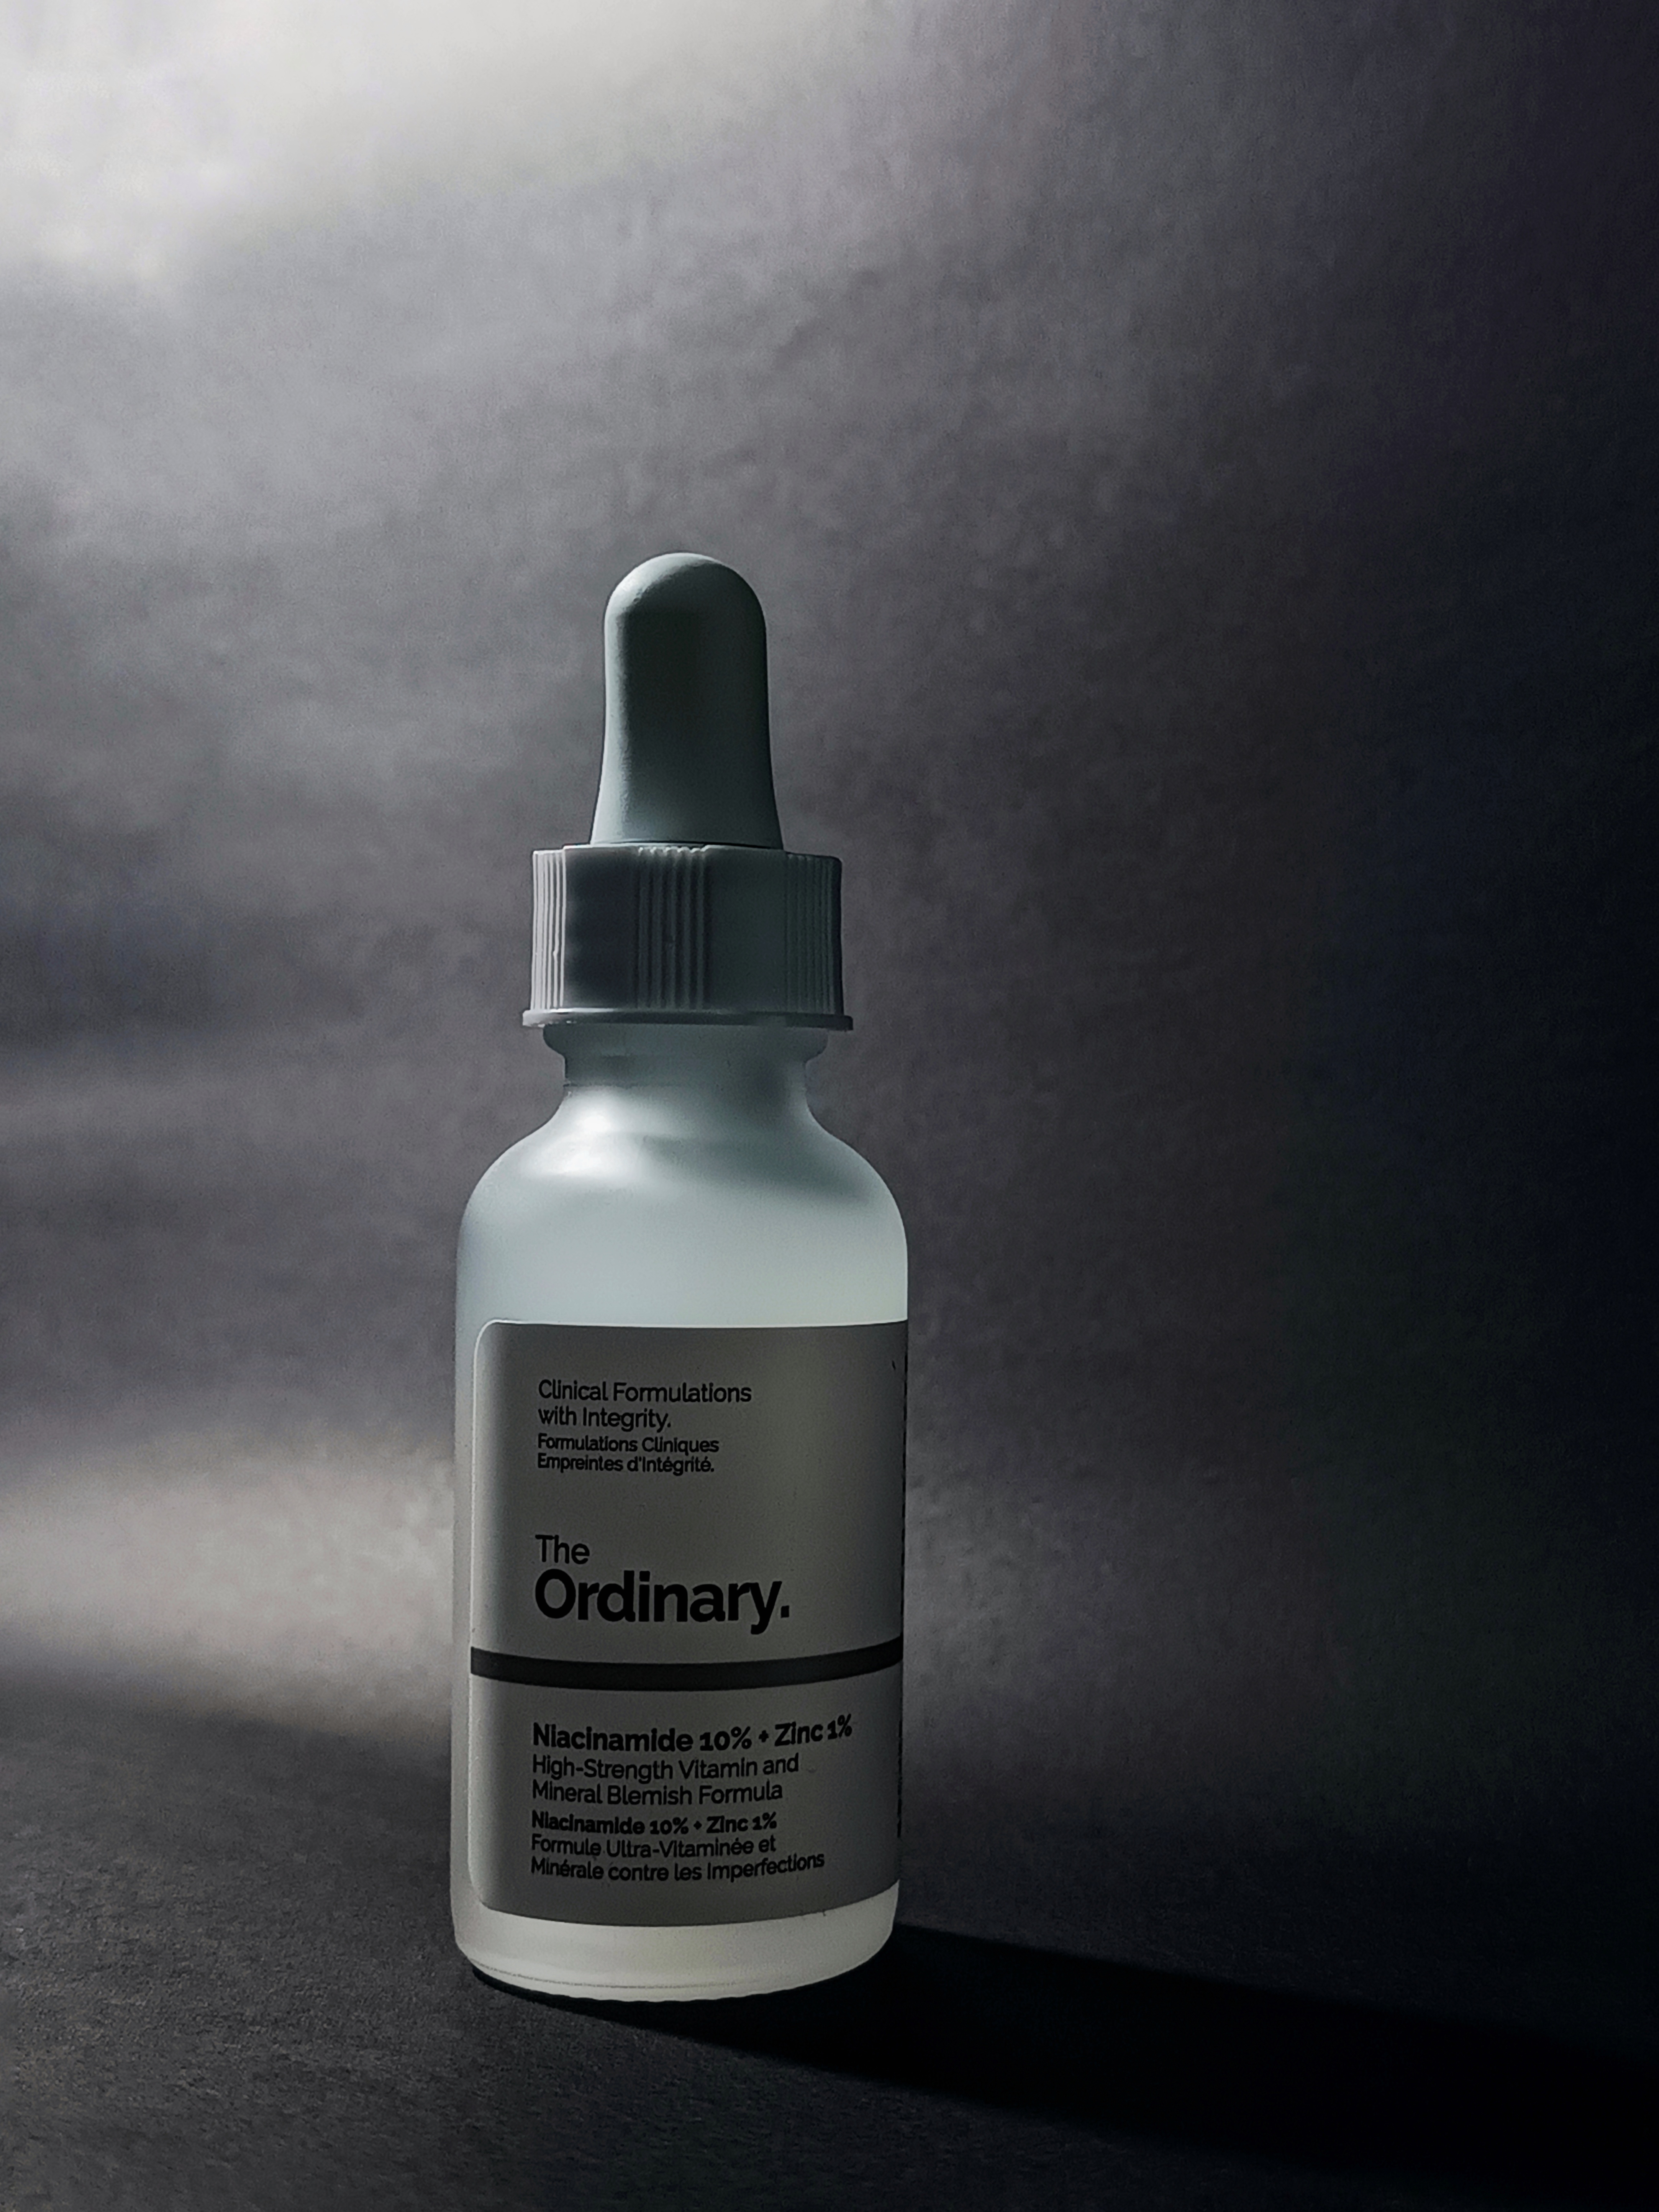 Clinical Formulations
with Integrity.
Formulations Cliniques
Empreintes d'Intégrité.
The
Ordinary.
Niacinamide 10% + Zinc 1%
High-Strength Vitamin and
Mineral Blemish Formula
Niacinamide 10% + Zinc 1%
Formule Ultra-Vitaminée et
Minérale contre les Imperfections